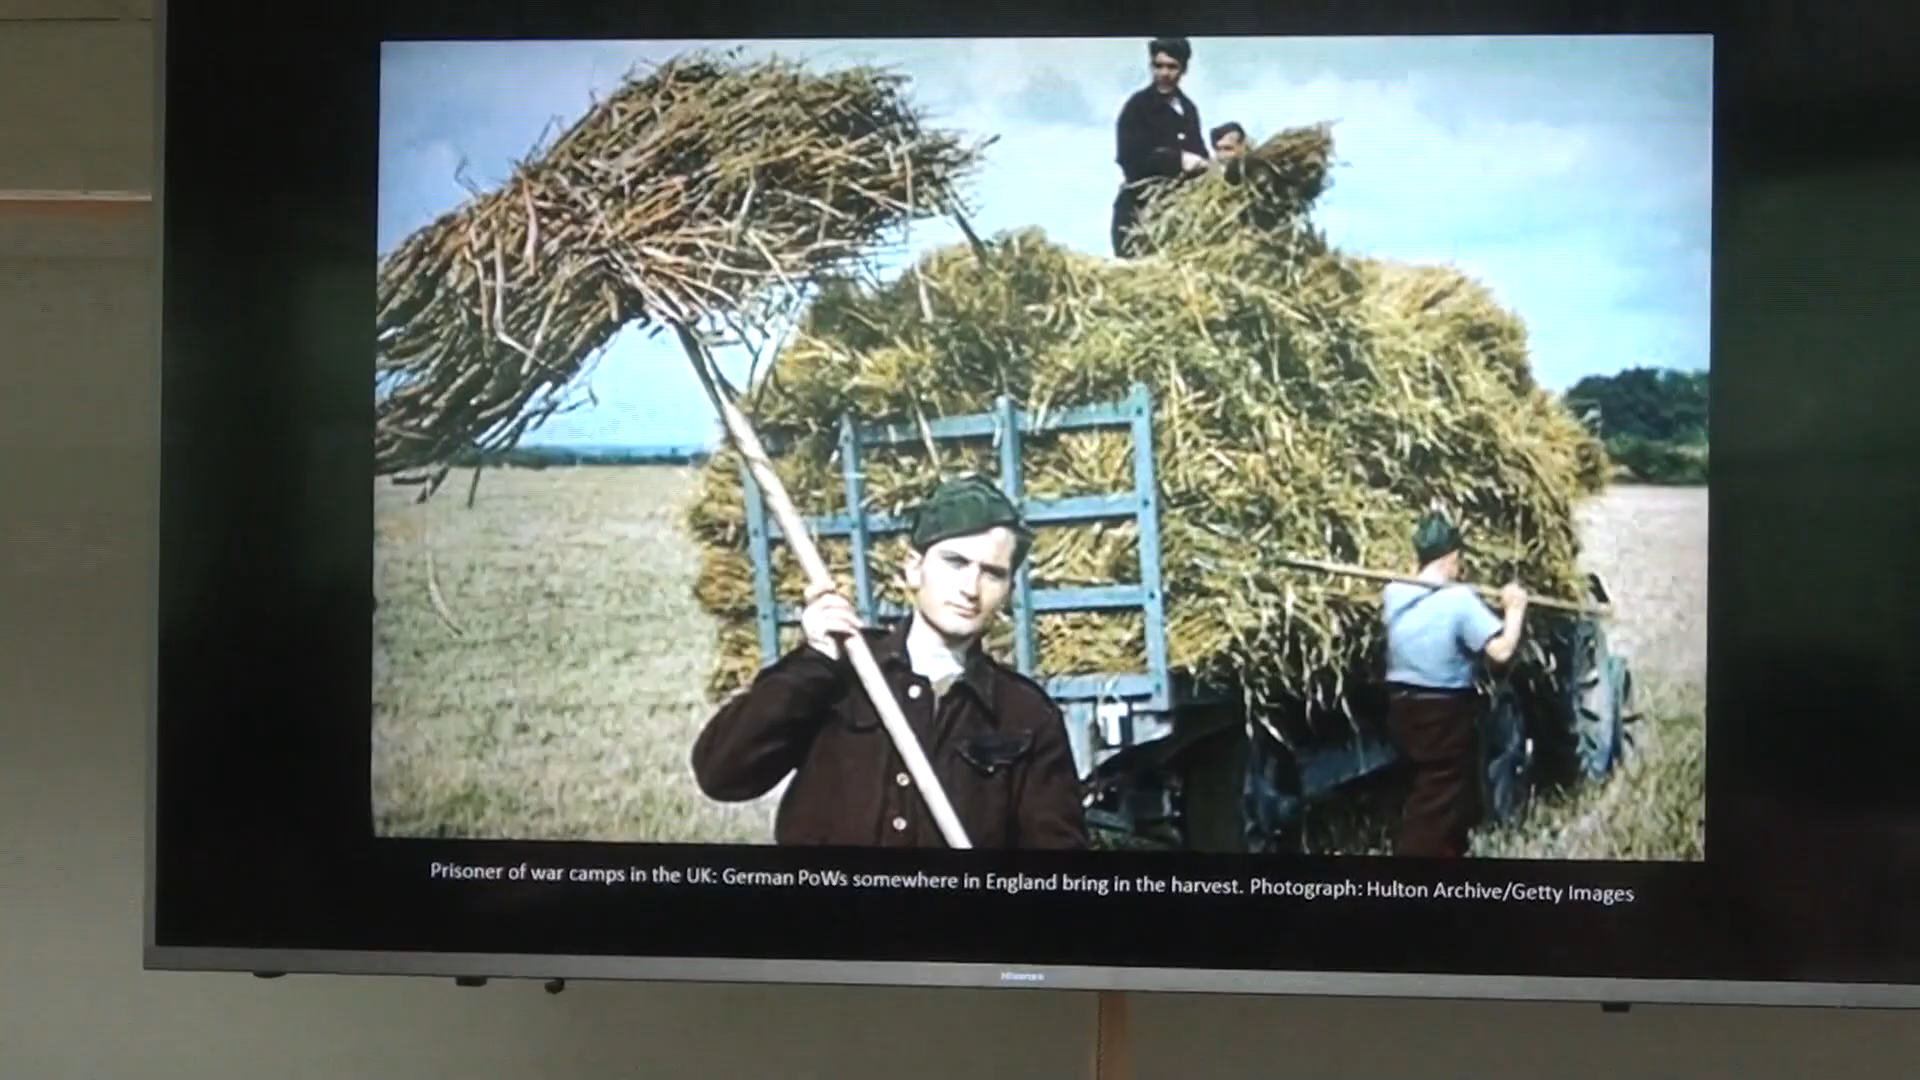 Prisoner of war camps in the UK: German PoWs somewhere in England bring in the harvest. Photograph: Hulton Archive/Getty Images
Hisense